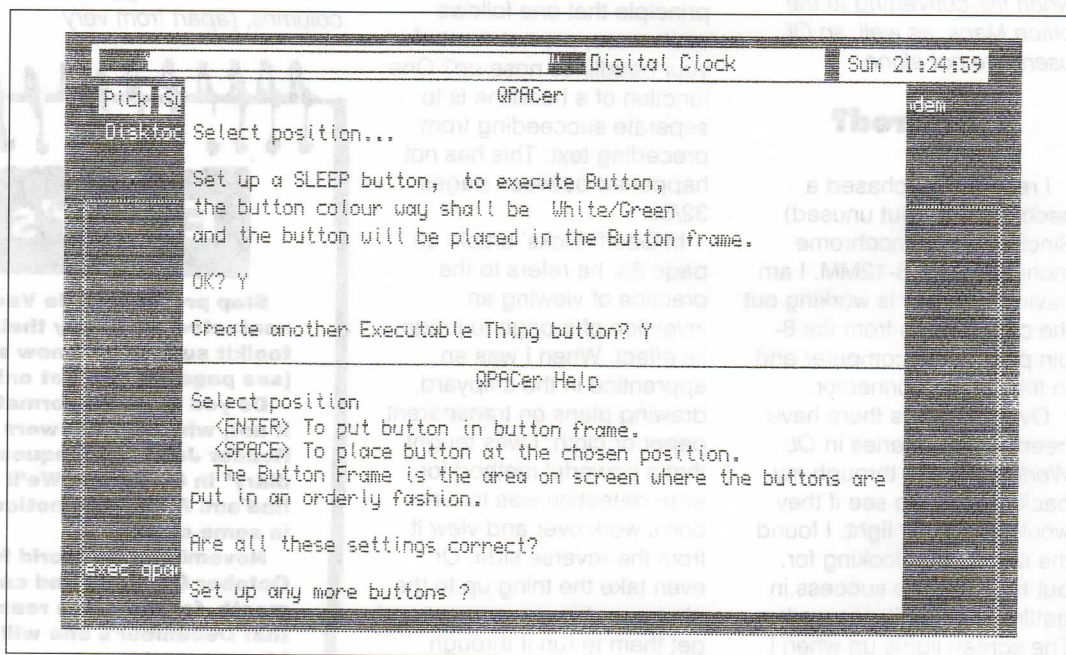 Digital Clock
Sun 21:24:59
Pick
QPACer
Select position...
Set up a SLEEP button, to execute Button,
the button colour way shall be White/Green
and the button will be placed in the Button frame.
OK? Y
Create another Executable Thing button? Y
QPACer Help
Select position
<ENTER> To put button in button frame.
<SPACE> To place button at the chosen position.
The Button Frame is the area on screen where the buttons are
put in an orderly fashion.
Are all these settings correct?
exec
Set up any more buttons ?